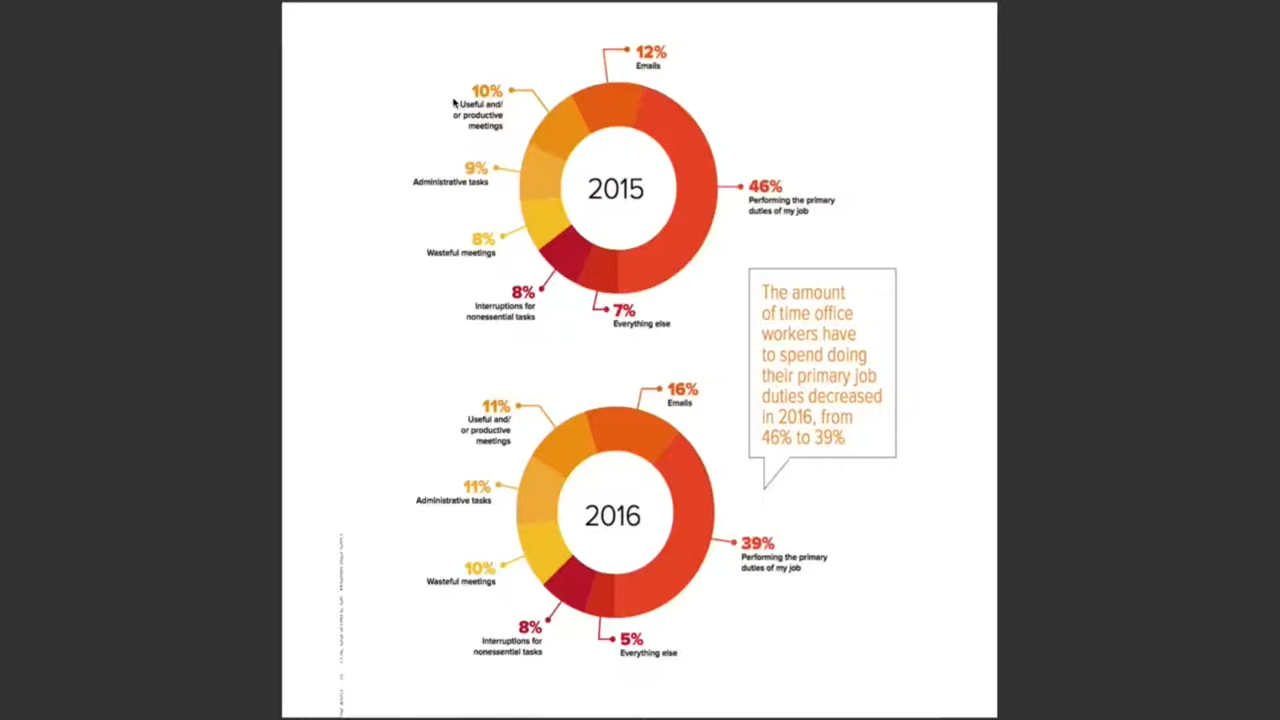 12%
Emails
10%
Useful and/
or productive
meetings
9%
Administrative tasks
2015
46%
Performing the primary
duties of my job
8%
Wasteful meetings
8%
Interruptions for
nonessential tasks
7%
Everything else
The amount
of time office
workers have
to spend doing
their primary job
duties decreased
in 2016, from
46% to 39%
16%
Emails
11%
Useful and/
or productive
meetings
11%
Administrative tasks
2016
39%
Performing the primary
duties of my job
10%
Wasteful meetings
8%
Interruptions for
nonessential tasks
5%
Everything else